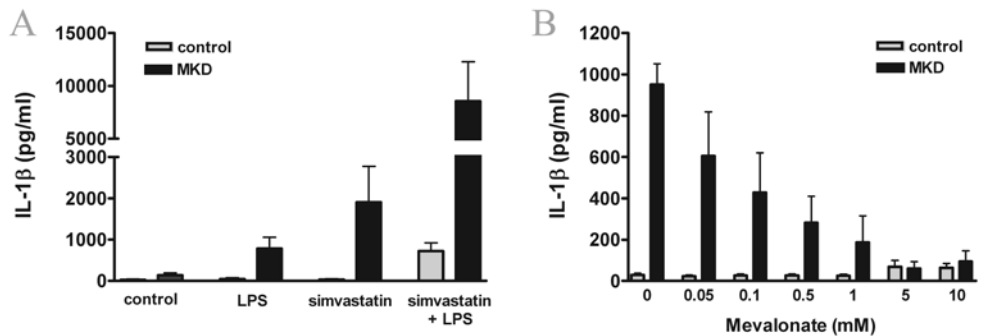 A
IL-1β (pg/ml)
15000
10000
5000
3000
2000
1000
0
control
MKD
control
LPS
simvastatin
simvastatin
+ LPS
B
IL-1β (pg/ml)
1200
1000
800
600
400
200
0
control
MKD
0 0.05 0.1 0.5 1 5 10
Mevalonate (mM)